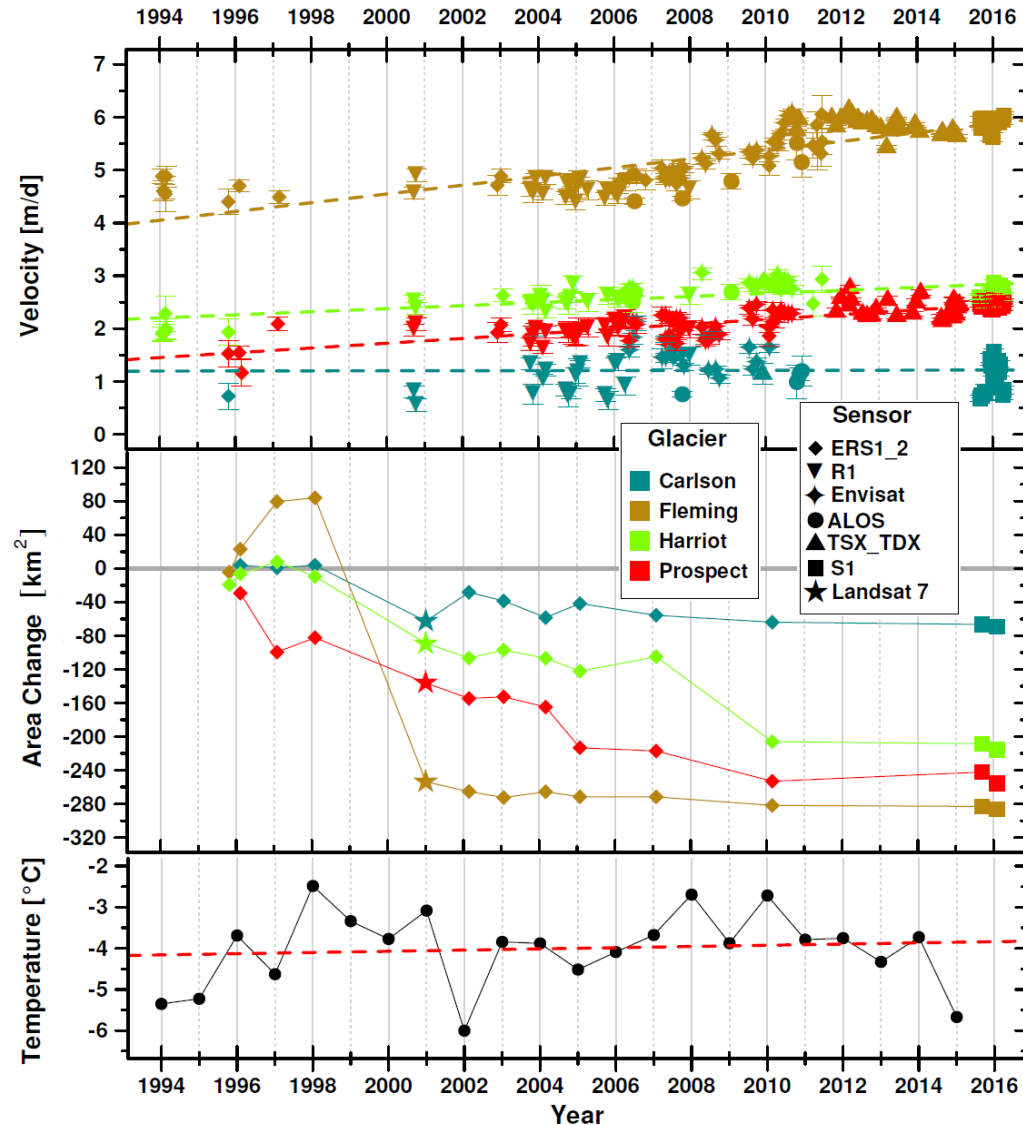 1994 1996 1998 2000 2002 2004 2006 2008 2010 2012 2014 2016
7
6
5
4
3
2
1
0
Velocity [m/d]
Glacier
Carlson
Fleming
Harriot
Prospect
Sensor
ERS1_2
R1
Envisat
ALOS
TSX_TDX
S1
Landsat 7
120
80
40
0
-40
-80
-120
-160
-200
-240
-280
-320
Area Change [km²]
-2
-3
-4
-5
-6
Temperature [°C]
1994 1996 1998 2000 2002 2004 2006 2008 2010 2012 2014 2016
Year